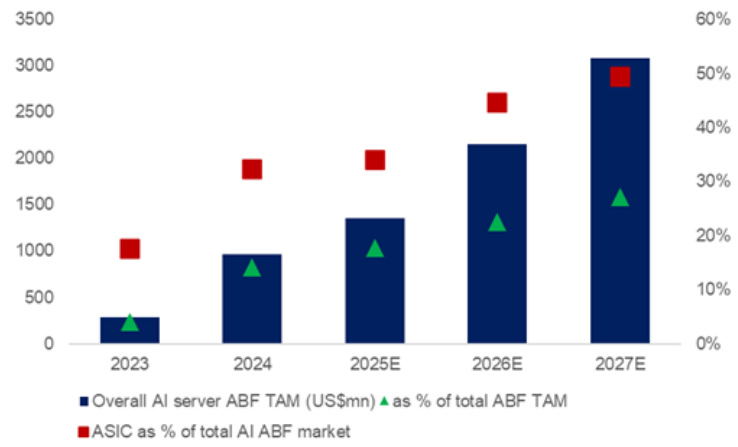 3500 60%
3000 50%
2500 40%
2000 30%
1500 20%
1000 10%
500
0 0%
2023 2024 2025E 2026E 2027E
Overall AI server ABF TAM (US$mn) as % of total ABF TAM
ASIC as % of total AI ABF market